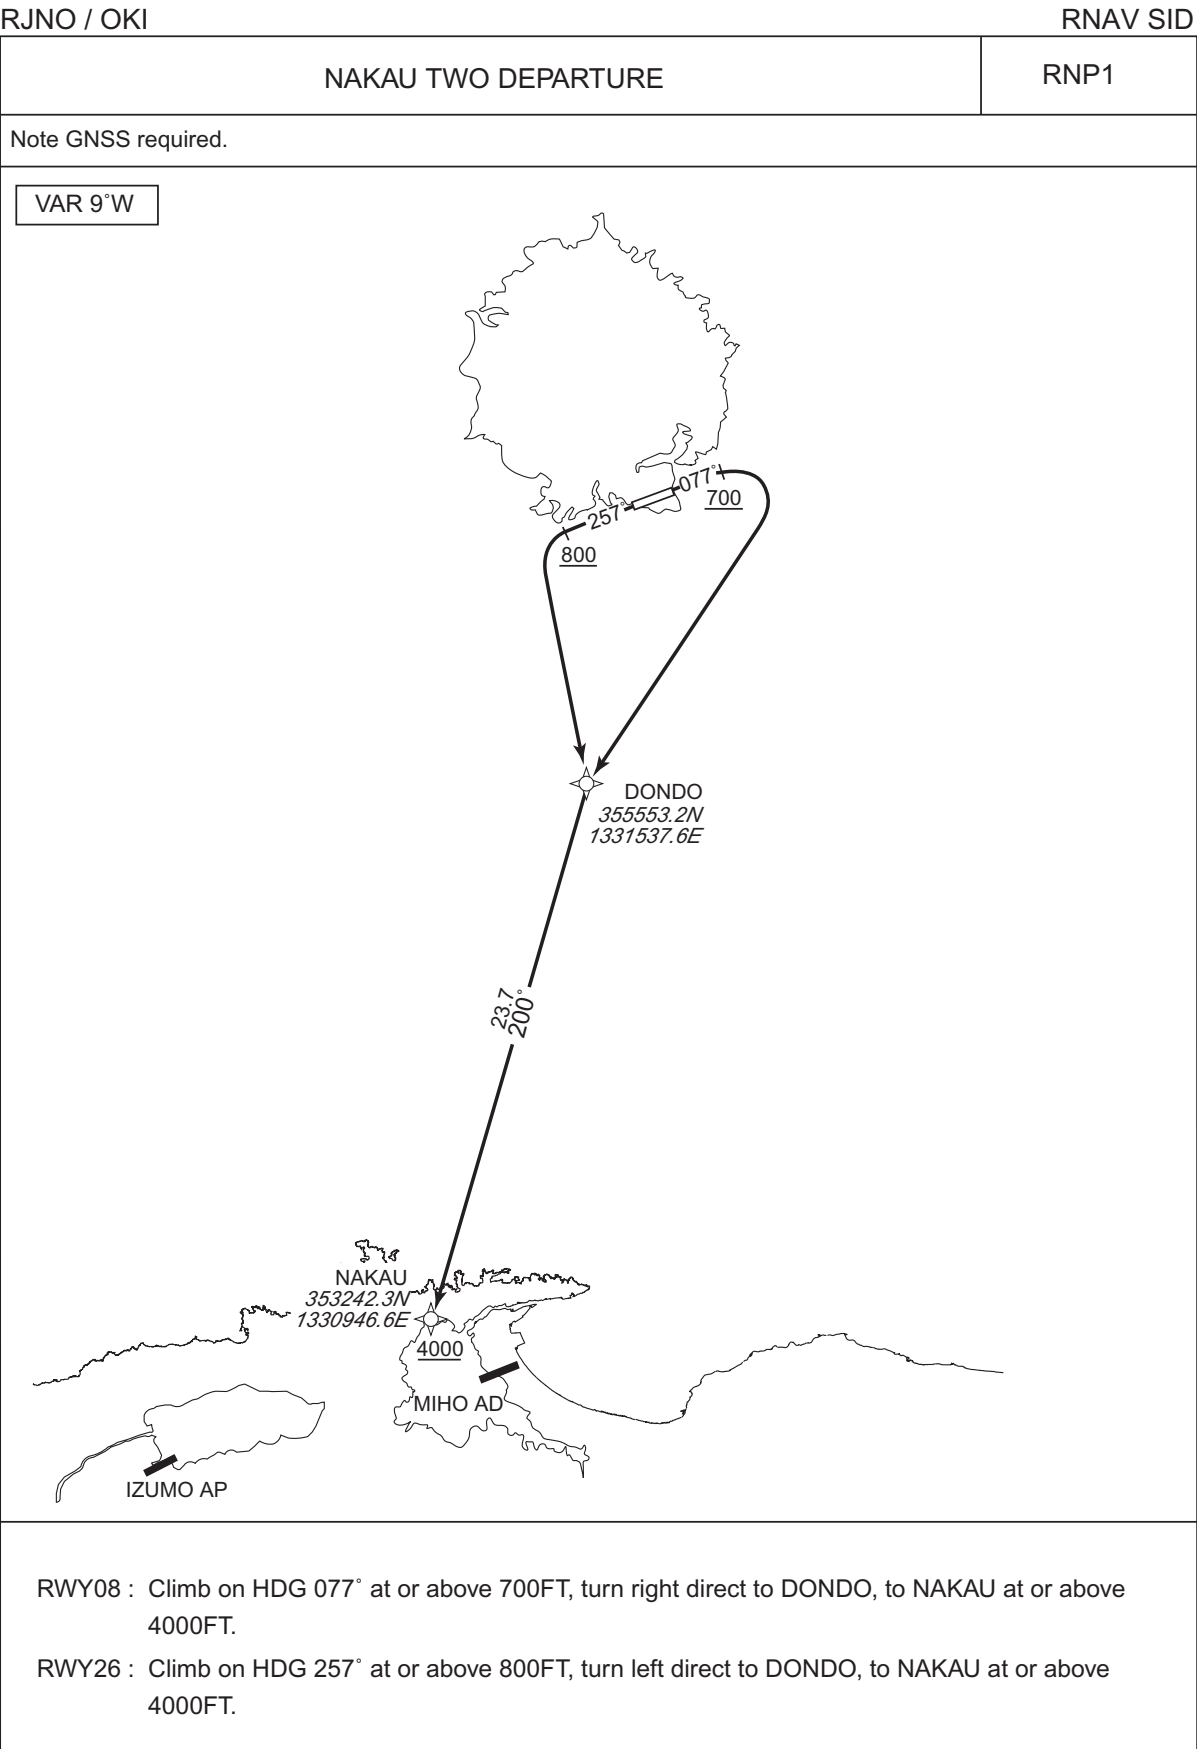 RJNO / OKI
RNAV SID
NAKAU TWO DEPARTURE
RNP1
Note GNSS required.
VAR 9˚W
077˚
700
257˚
800
DONDO
355553.2N
1331537.6E
23.7
200˚
NAKAU
353242.3N
1330946.6E
4000
MIHO AD
IZUMO AP
RWY08 : Climb on HDG 077˚ at or above 700FT, turn right direct to DONDO, to NAKAU at or above
4000FT.
RWY26 : Climb on HDG 257˚ at or above 800FT, turn left direct to DONDO, to NAKAU at or above
4000FT.